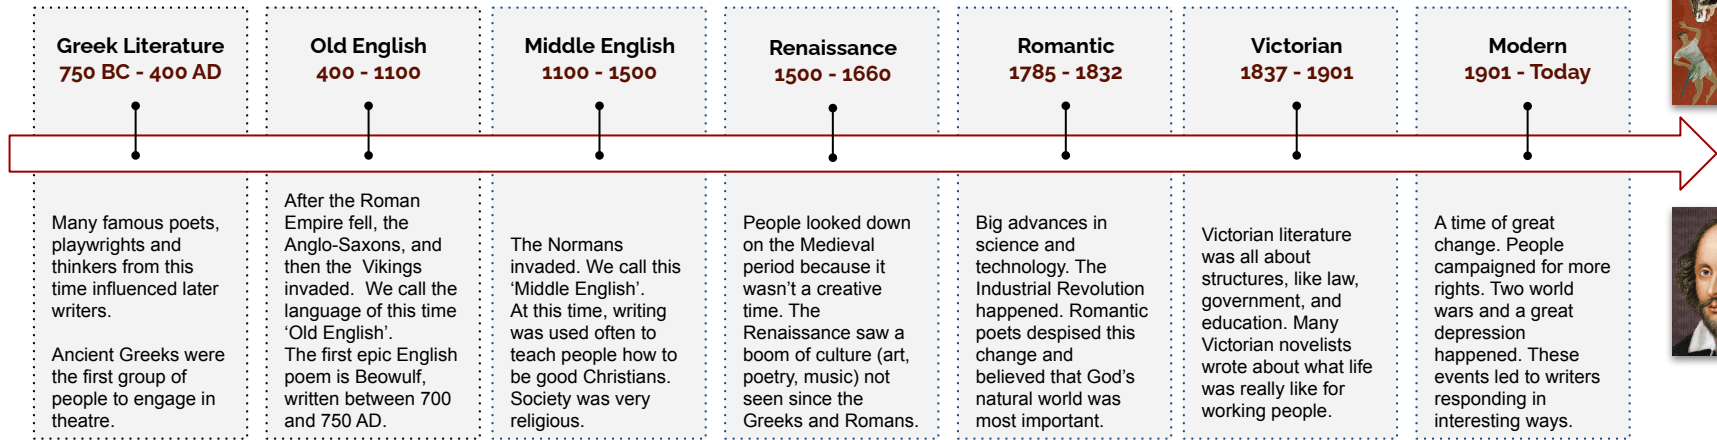 Greek Literature
750 BC - 400 AD
Many famous poets,
playwrights and
thinkers from this
time influenced later
writers.
Ancient Greeks were
the first group of
people to engage in
theatre.
Old English
400 - 1100
After the Roman
Empire fell, the
Anglo-Saxons, and
then the  Vikings
invaded.  We call the
language of this time
‘Old English’.
The first epic English
poem is Beowulf,
written between 700
and 750 AD.
Middle English
1100 - 1500
The Normans
invaded. We call this
‘Middle English’.
At this time, writing
was used often to
teach people how to
be good Christians.
Society was very
religious.
Renaissance
1500 - 1660
People looked down
on the Medieval
period because it
wasn’t a creative
time. The
Renaissance saw a
boom of culture (art,
poetry, music) not
seen since the
Greeks and Romans.
Romantic
1785 - 1832
Big advances in
science and
technology. The
Industrial Revolution
happened. Romantic
poets despised this
change and
believed that God’s
natural world was
most important.
Victorian
1837 - 1901
Victorian literature
was all about
structures, like law,
government, and
education. Many
Victorian novelists
wrote about what life
was really like for
working people.
Modern
1901 - Today
A time of great
change. People
campaigned for more
rights. Two world
wars and a great
depression
happened. These
events led to writers
responding in
interesting ways.